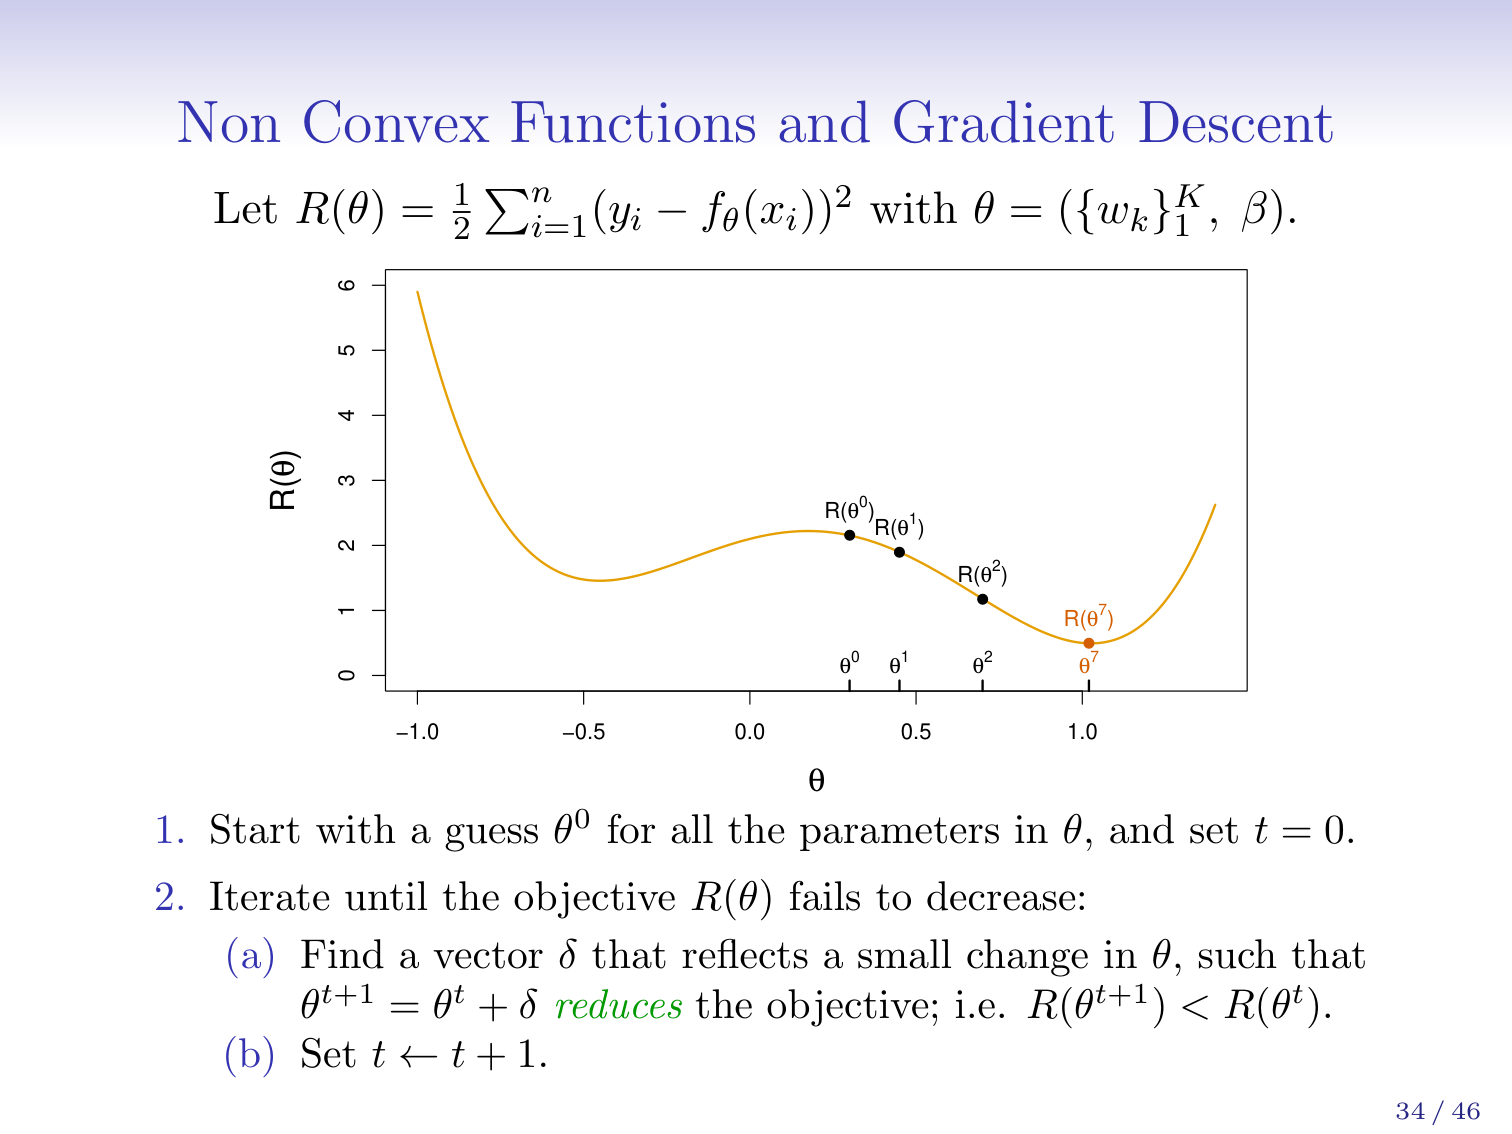 Non Convex Functions and Gradient Descent
Let R(θ) = ½ ∑ⁿᵢ₌₁(yᵢ − f_θ(xᵢ))² with θ = ({w_k}₁ᴷ, β).
6
5
4
3
2
1
0
R(θ)
R(θ⁰)
R(θ¹)
R(θ²)
R(θ⁷)
θ⁰ θ¹ θ² θ⁷
−1.0 −0.5 0.0 0.5 1.0
θ
1. Start with a guess θ⁰ for all the parameters in θ, and set t = 0.
2. Iterate until the objective R(θ) fails to decrease:
(a) Find a vector δ that reflects a small change in θ, such that
θᵗ⁺¹ = θᵗ + δ reduces the objective; i.e. R(θᵗ⁺¹) < R(θᵗ).
(b) Set t ← t + 1.
34 / 46